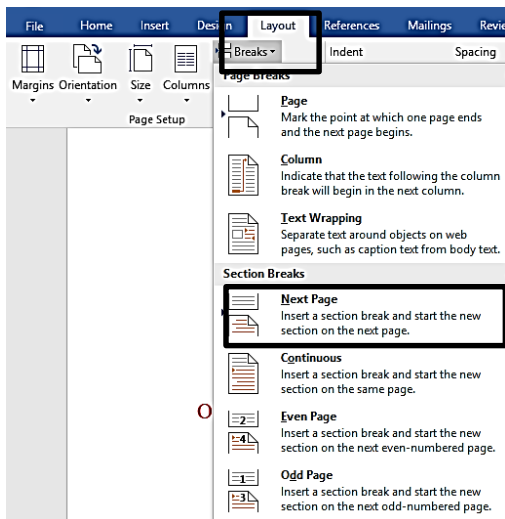 File Home Insert Design Layout References Mailings Revie
Breaks Indent Spacing
Margins Orientation Size Columns
Page Setup
Page Breaks
Page
Mark the point at which one page ends
and the next page begins.
Column
Indicate that the text following the column
break will begin in the next column.
Text Wrapping
Separate text around objects on web
pages, such as caption text from body text.
Section Breaks
Next Page
Insert a section break and start the new
section on the next page.
Continuous
Insert a section break and start the new
section on the same page.
O
Even Page
Insert a section break and start the new
section on the next even-numbered page.
Odd Page
Insert a section break and start the new
section on the next odd-numbered page.